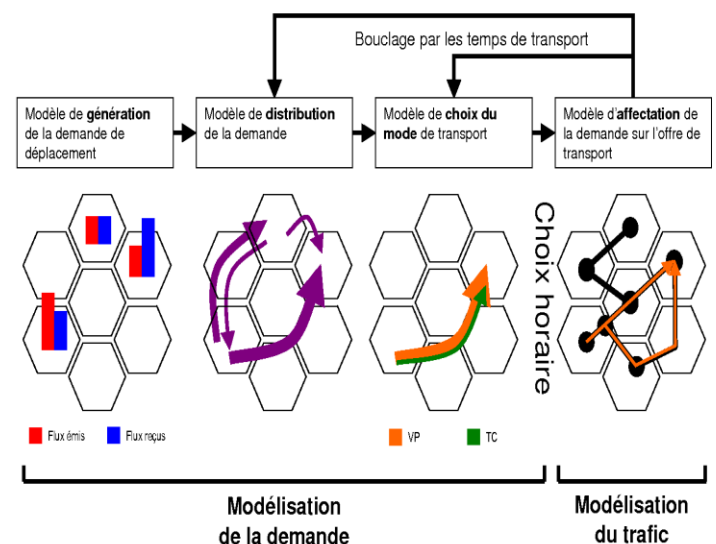 Bouclage par les temps de transport
Modèle de génération
de la demande de
déplacement
Modèle de distribution
de la demande
Modèle de choix du
mode de transport
Modèle d'affectation de
la demande sur l'offre de
transport
Choix horaire
Flux émis
Flux reçus
VP
TC
Modélisation
de la demande
Modélisation
du trafic